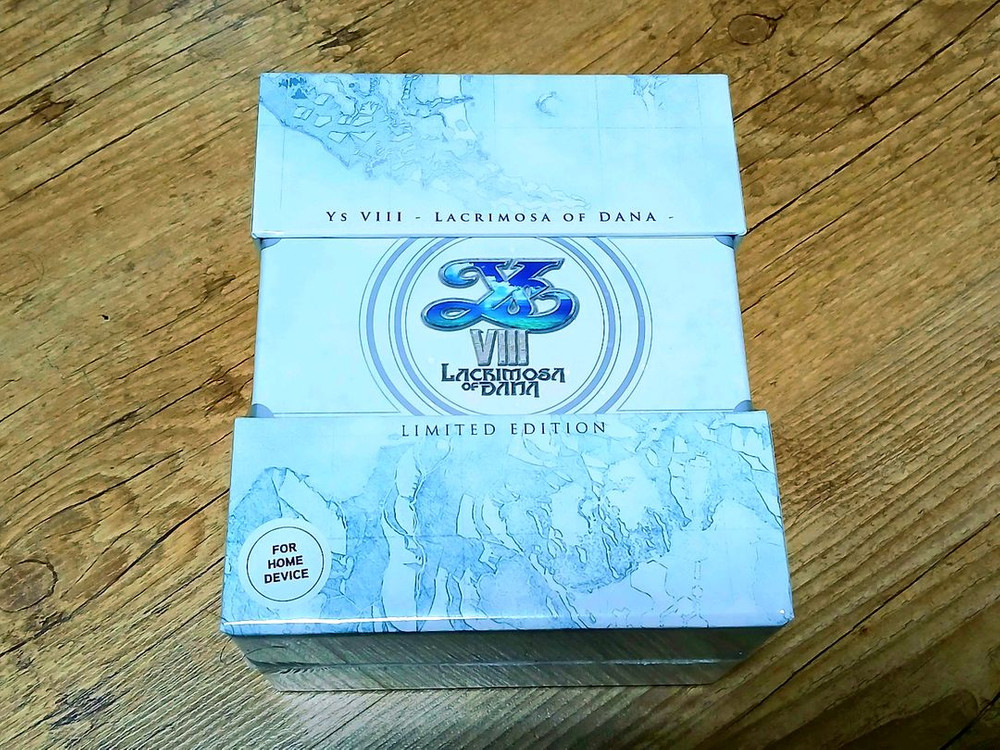 Ys VIII - Lacrimosa of DANA -
Ys
VIII
LACRIMOSA
OF DANA
LIMITED EDITION
FOR
HOME
DEVICE